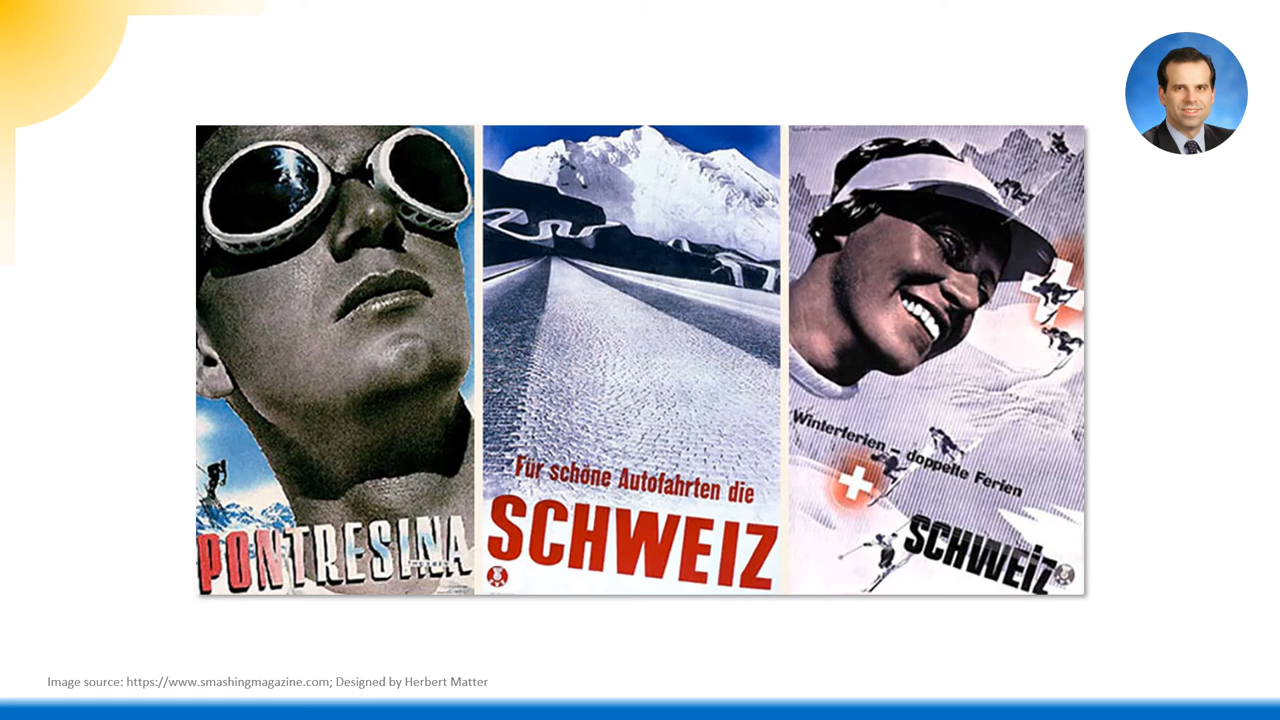 PONTRESINA
Für schöne Autofahrten die
SCHWEIZ
Winterferien - doppelte Ferien
SCHWEIZ
Image source: https://www.smashingmagazine.com; Designed by Herbert Matter